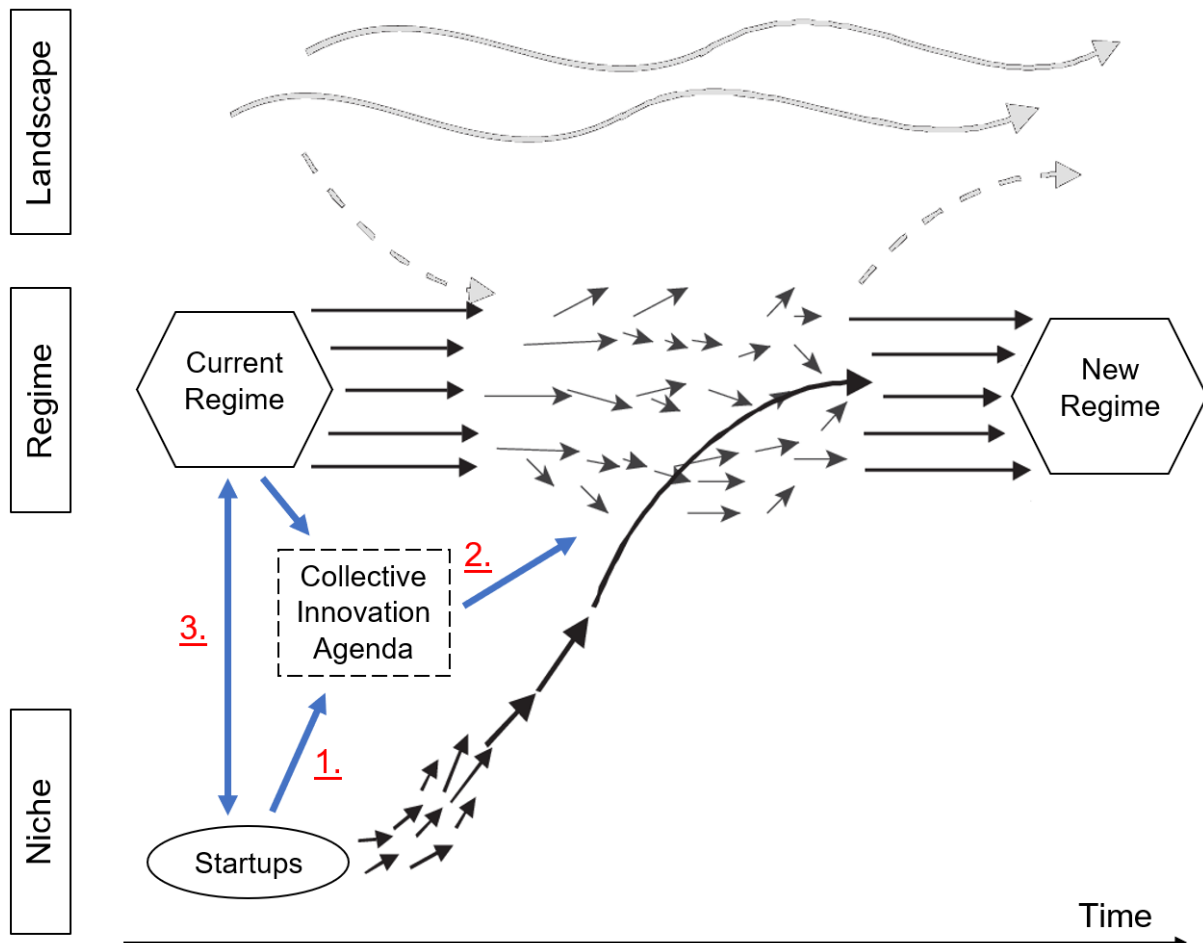 Landscape
Regime
Current
Regime
New
Regime
2.
Collective
Innovation
Agenda
3.
1.
Niche
Startups
Time